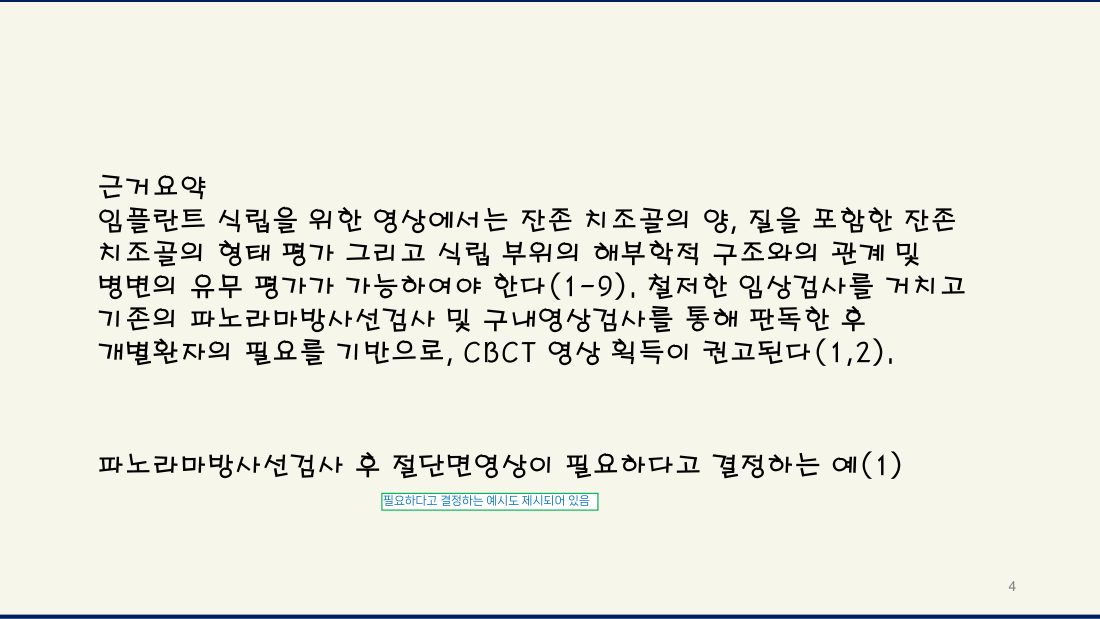 근거요약
임플란트 식립을 위한 영상에서는 잔존 치조골의 양, 질을 포함한 잔존
치조골의 형태 평가 그리고 식립 부위의 해부학적 구조와의 관계 및
병변의 유무 평가가 가능하여야 한다(1-9). 철저한 임상검사를 거치고
기존의 파노라마방사선검사 및 구내영상검사를 통해 판독한 후
개별환자의 필요를 기반으로, CBCT 영상 획득이 권고된다(1,2).
파노라마방사선검사 후 절단면영상이 필요하다고 결정하는 예(1)
필요하다고 결정하는 예시도 제시되어 있음
4